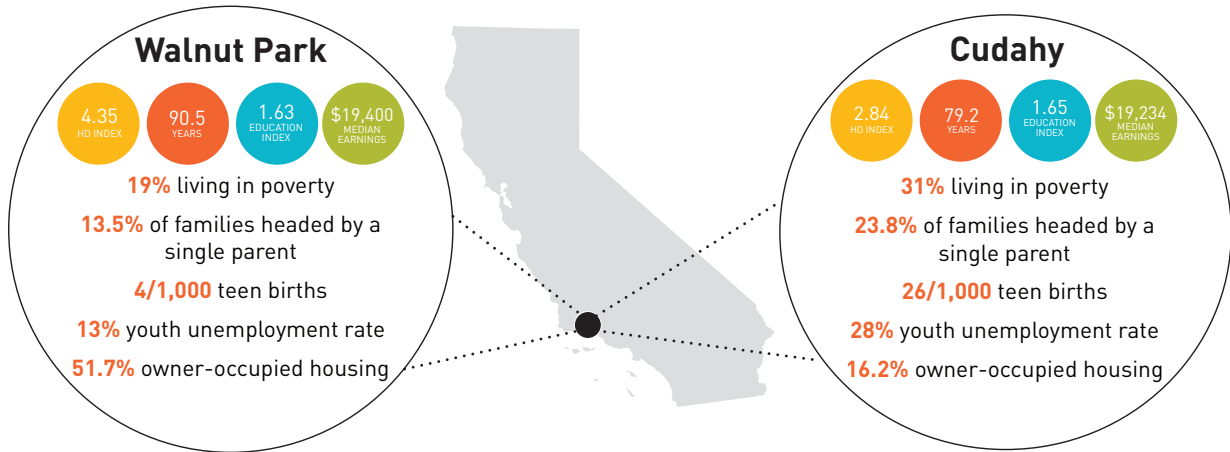 Walnut Park
4.35
HD INDEX
90.5
YEARS
1.63
EDUCATION
INDEX
$19,400
MEDIAN
EARNINGS
19% living in poverty
13.5% of families headed by a
single parent
4/1,000 teen births
13% youth unemployment rate
51.7% owner-occupied housing
Cudahy
2.84
HD INDEX
79.2
YEARS
1.65
EDUCATION
INDEX
$19,234
MEDIAN
EARNINGS
31% living in poverty
23.8% of families headed by a
single parent
26/1,000 teen births
28% youth unemployment rate
16.2% owner-occupied housing